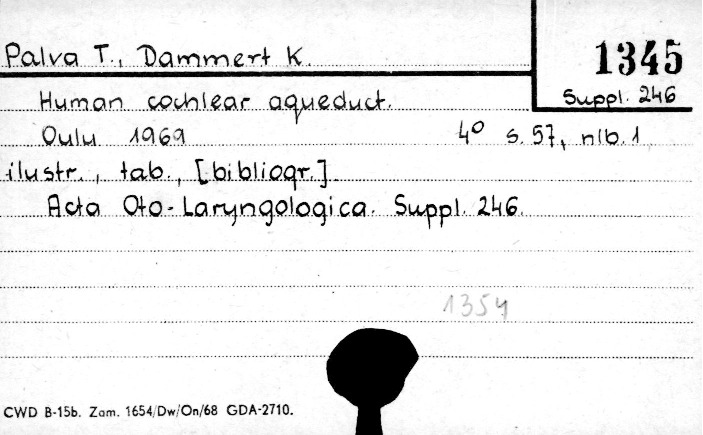 Palva T., Dammert K.
1345
Suppl. 246
Human cochlear aqueduct.
Oulu 1969 4° s. 57, nlb. 1
ilustr., tab., [bibliogr.]
Acta Oto-Laryngologica. Suppl. 246.
1354
CWD B-15b. Zam. 1654/Dw/On/68 GDA-2710.